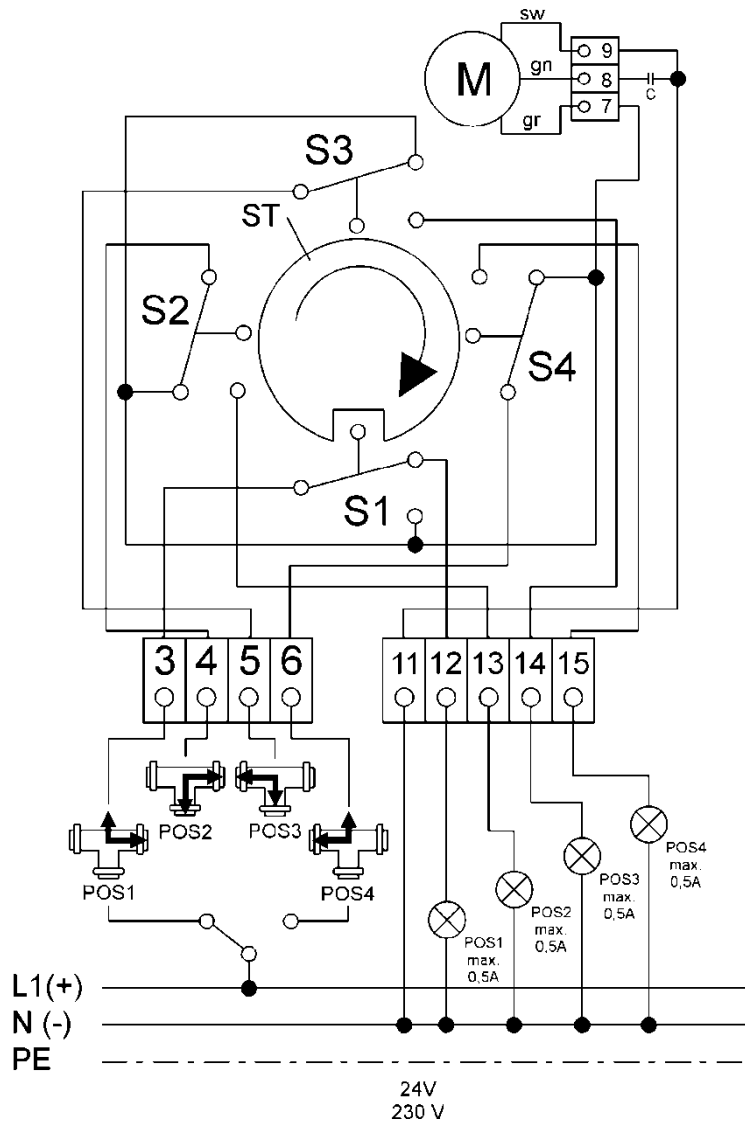 sw
9
gn
8
C
M
gr
7
S3
ST
S2
S4
S1
3 4 5 6
11 12 13 14 15
POS2 POS3
POS1 POS4
POS4
max.
0,5A
POS3
max.
0,5A
POS2
max.
0,5A
POS1
max.
0,5A
L1(+)
N (-)
PE
24V
230 V